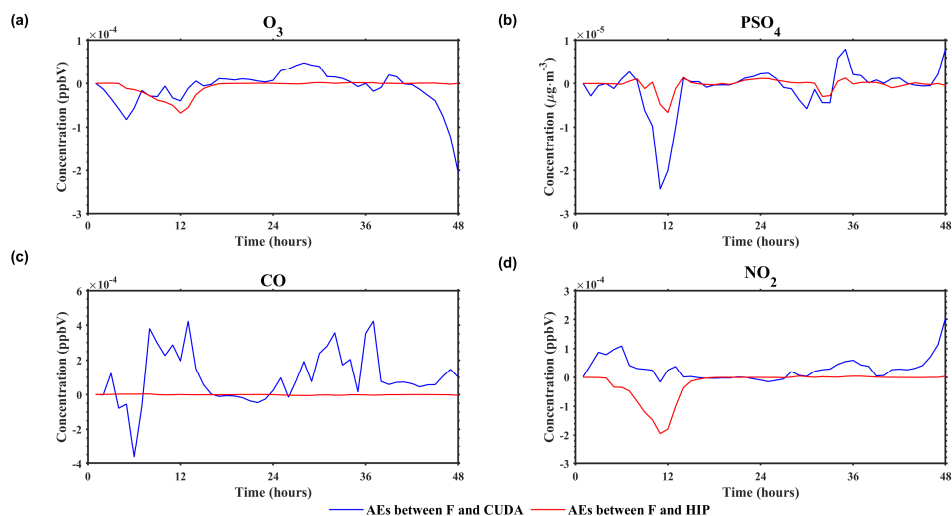 (a)
O3
×10-4
Concentration (ppbV)
1
0
-1
-2
-3
0 12 24 36 48
Time (hours)
(b)
PSO4
×10-5
Concentration (μg·m-3)
1
0
-1
-2
-3
0 12 24 36 48
Time (hours)
(c)
CO
×10-4
Concentration (ppbV)
6
4
2
0
-2
-4
0 12 24 36 48
Time (hours)
(d)
NO2
×10-4
Concentration (ppbV)
3
2
1
0
-1
-2
-3
0 12 24 36 48
Time (hours)
AEs between F and CUDA AEs between F and HIP